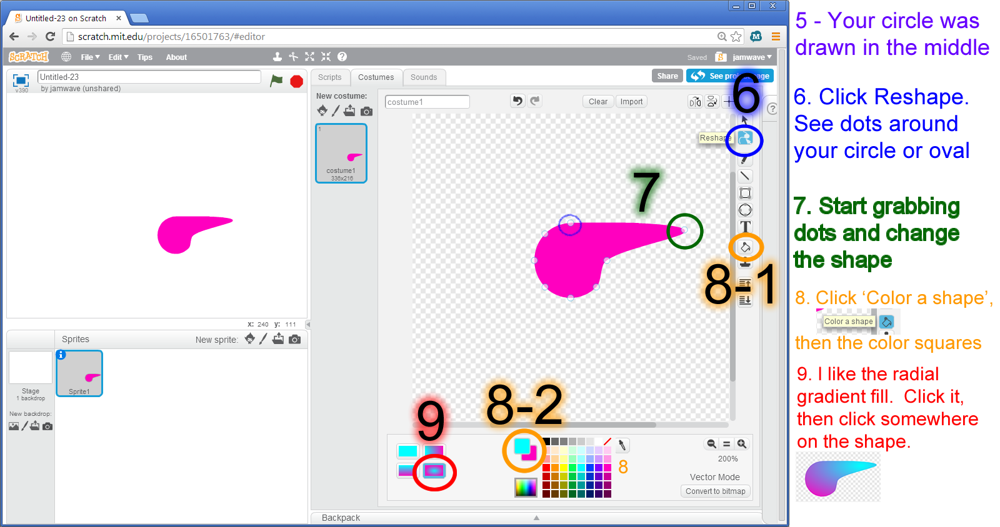 Untitled-23 on Scratch
scratch.mit.edu/projects/16501763/#editor
M
SCRATCH
File
Edit
Tips
About
Saved
jamwave
v390
Untitled-23
by jamwave (unshared)
Scripts
Costumes
Sounds
Share
See pro
age
New costume:
costume1
Clear
Import
1
costume1
336x216
Reshape
T
6
7
8-1
8-2
9
8
x: 240 y: 111
Sprites
New sprite:
Stage
1 backdrop
New backdrop:
Sprite1
200%
Vector Mode
Convert to bitmap
Backpack
5 - Your circle was
drawn in the middle
6. Click Reshape.
See dots around
your circle or oval
7. Start grabbing
dots and change
the shape
8. Click ‘Color a shape’,
Color a shape
then the color squares
9. I like the radial
gradient fill. Click it,
then click somewhere
on the shape.